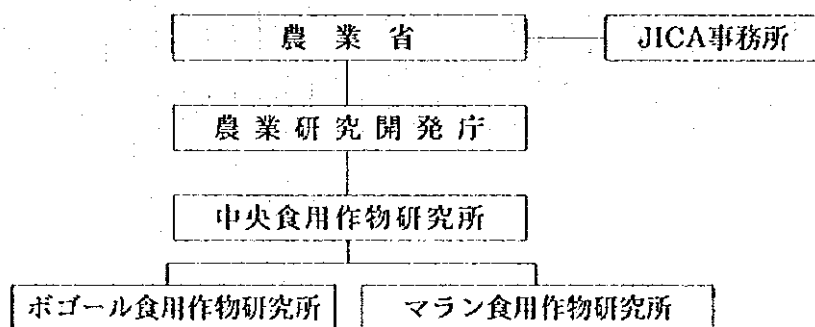 農業省 JICA事務所
農業研究開発庁
中央食用作物研究所
ボゴール食用作物研究所 マラン食用作物研究所